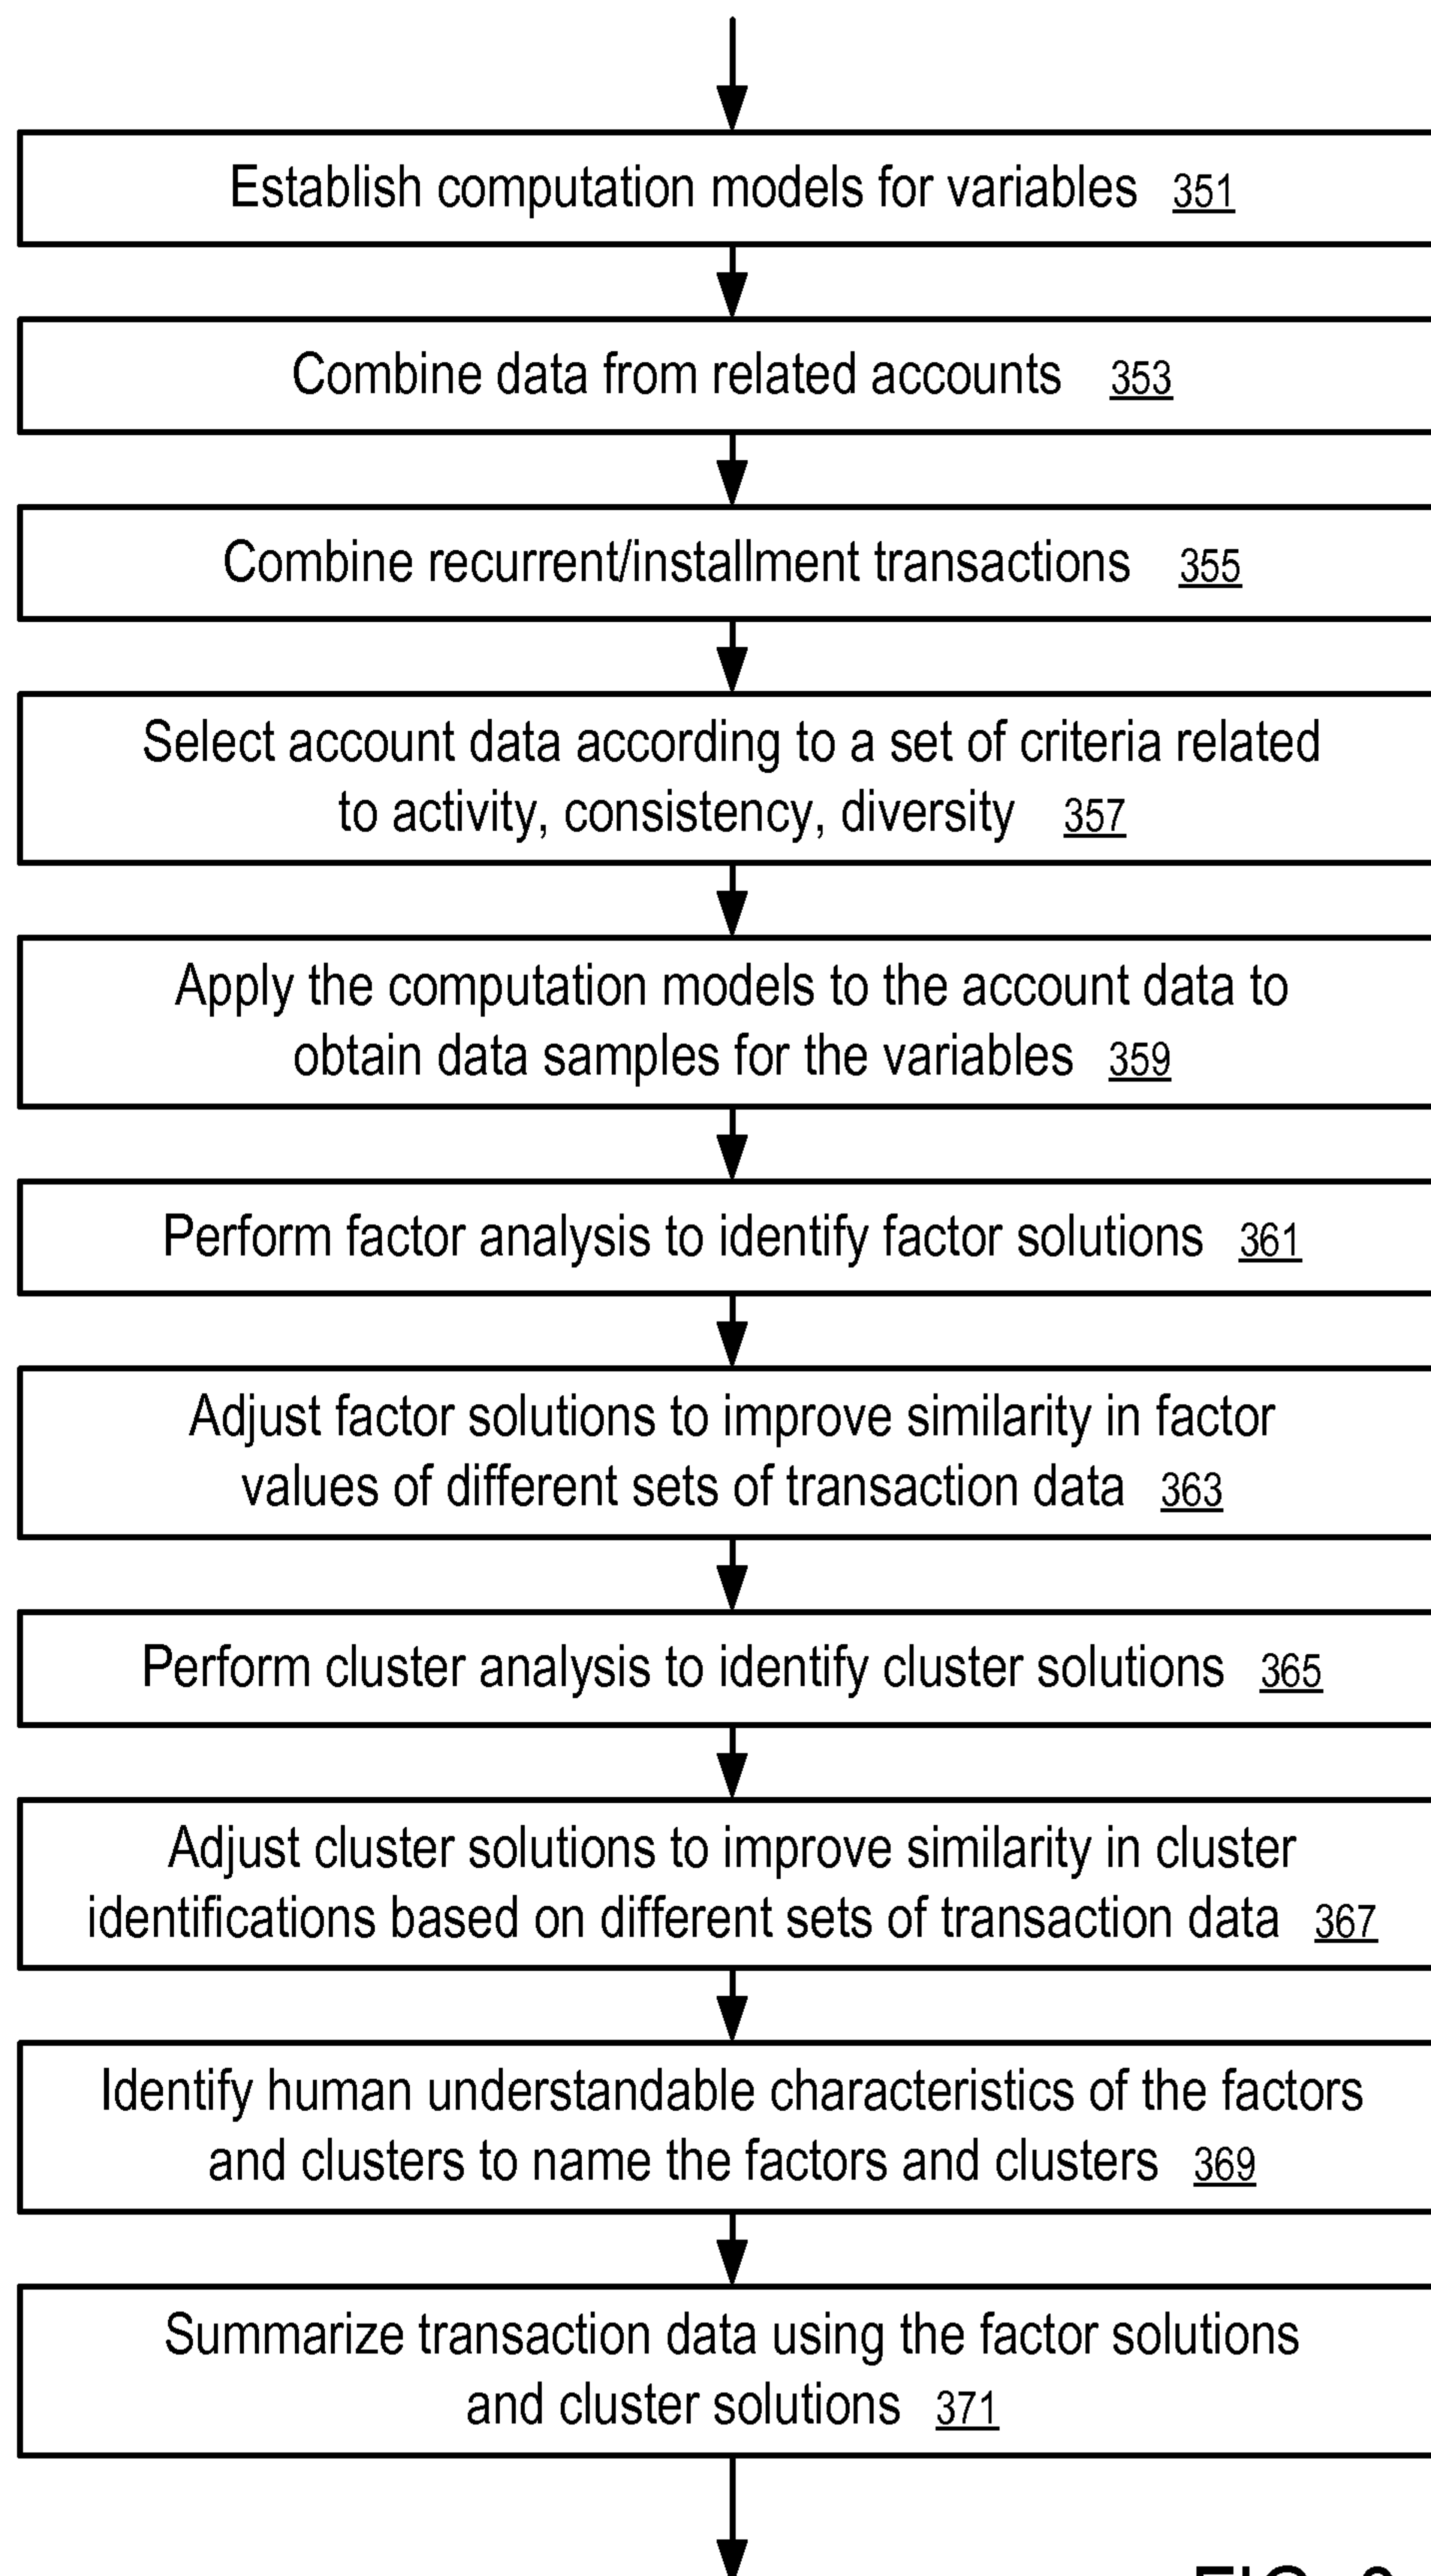 Establish computation models for variables 351
Combine data from related accounts 353
Combine recurrent/installment transactions 355
Select account data according to a set of criteria related
to activity, consistency, diversity 357
Apply the computation models to the account data to
obtain data samples for the variables 359
Perform factor analysis to identify factor solutions 361
Adjust factor solutions to improve similarity in factor
values of different sets of transaction data 363
Perform cluster analysis to identify cluster solutions 365
Adjust cluster solutions to improve similarity in cluster
identifications based on different sets of transaction data 367
Identify human understandable characteristics of the factors
and clusters to name the factors and clusters 369
Summarize transaction data using the factor solutions
and cluster solutions 371